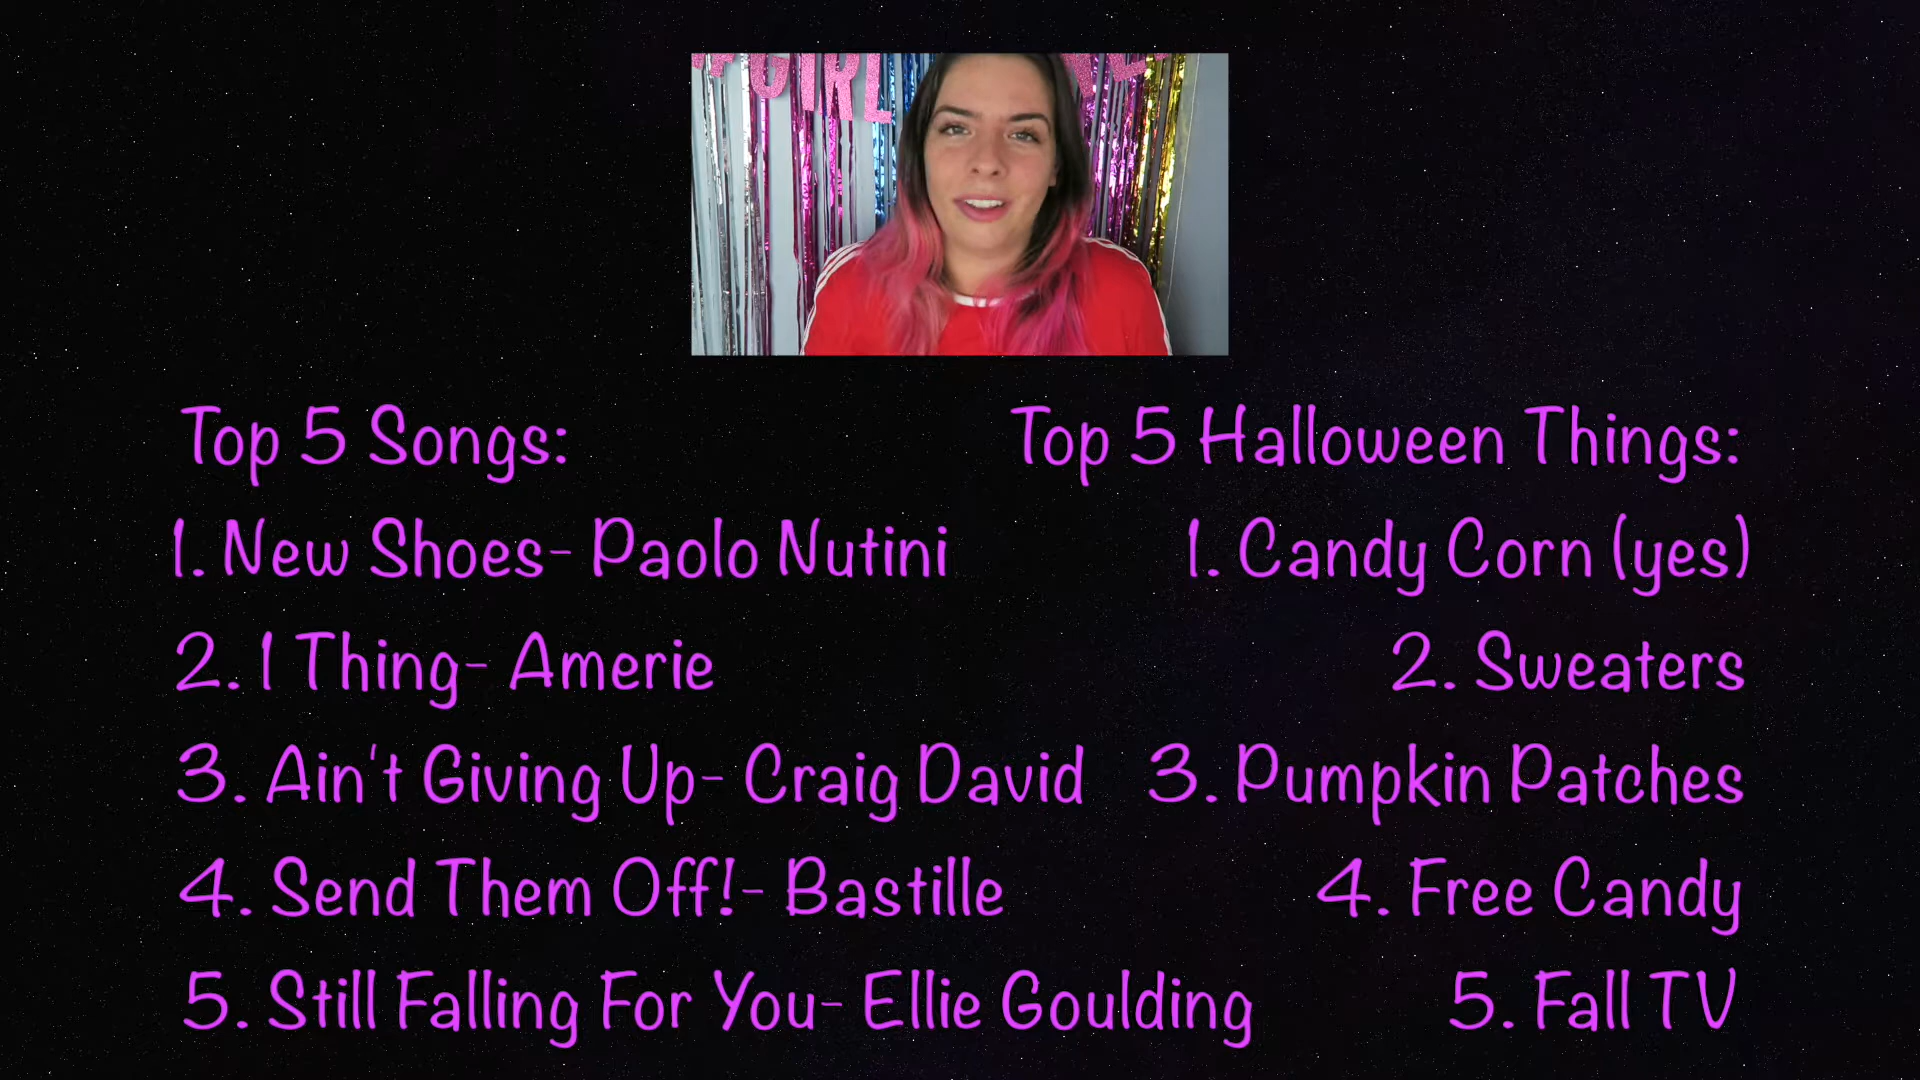 GIRL
Top 5 Songs:
1. New Shoes- Paolo Nutini
2. 1 Thing- Amerie
3. Ain't Giving Up- Craig David
4. Send Them Off!- Bastille
5. Still Falling For You- Ellie Goulding
Top 5 Halloween Things:
1. Candy Corn (yes)
2. Sweaters
3. Pumpkin Patches
4. Free Candy
5. Fall TV